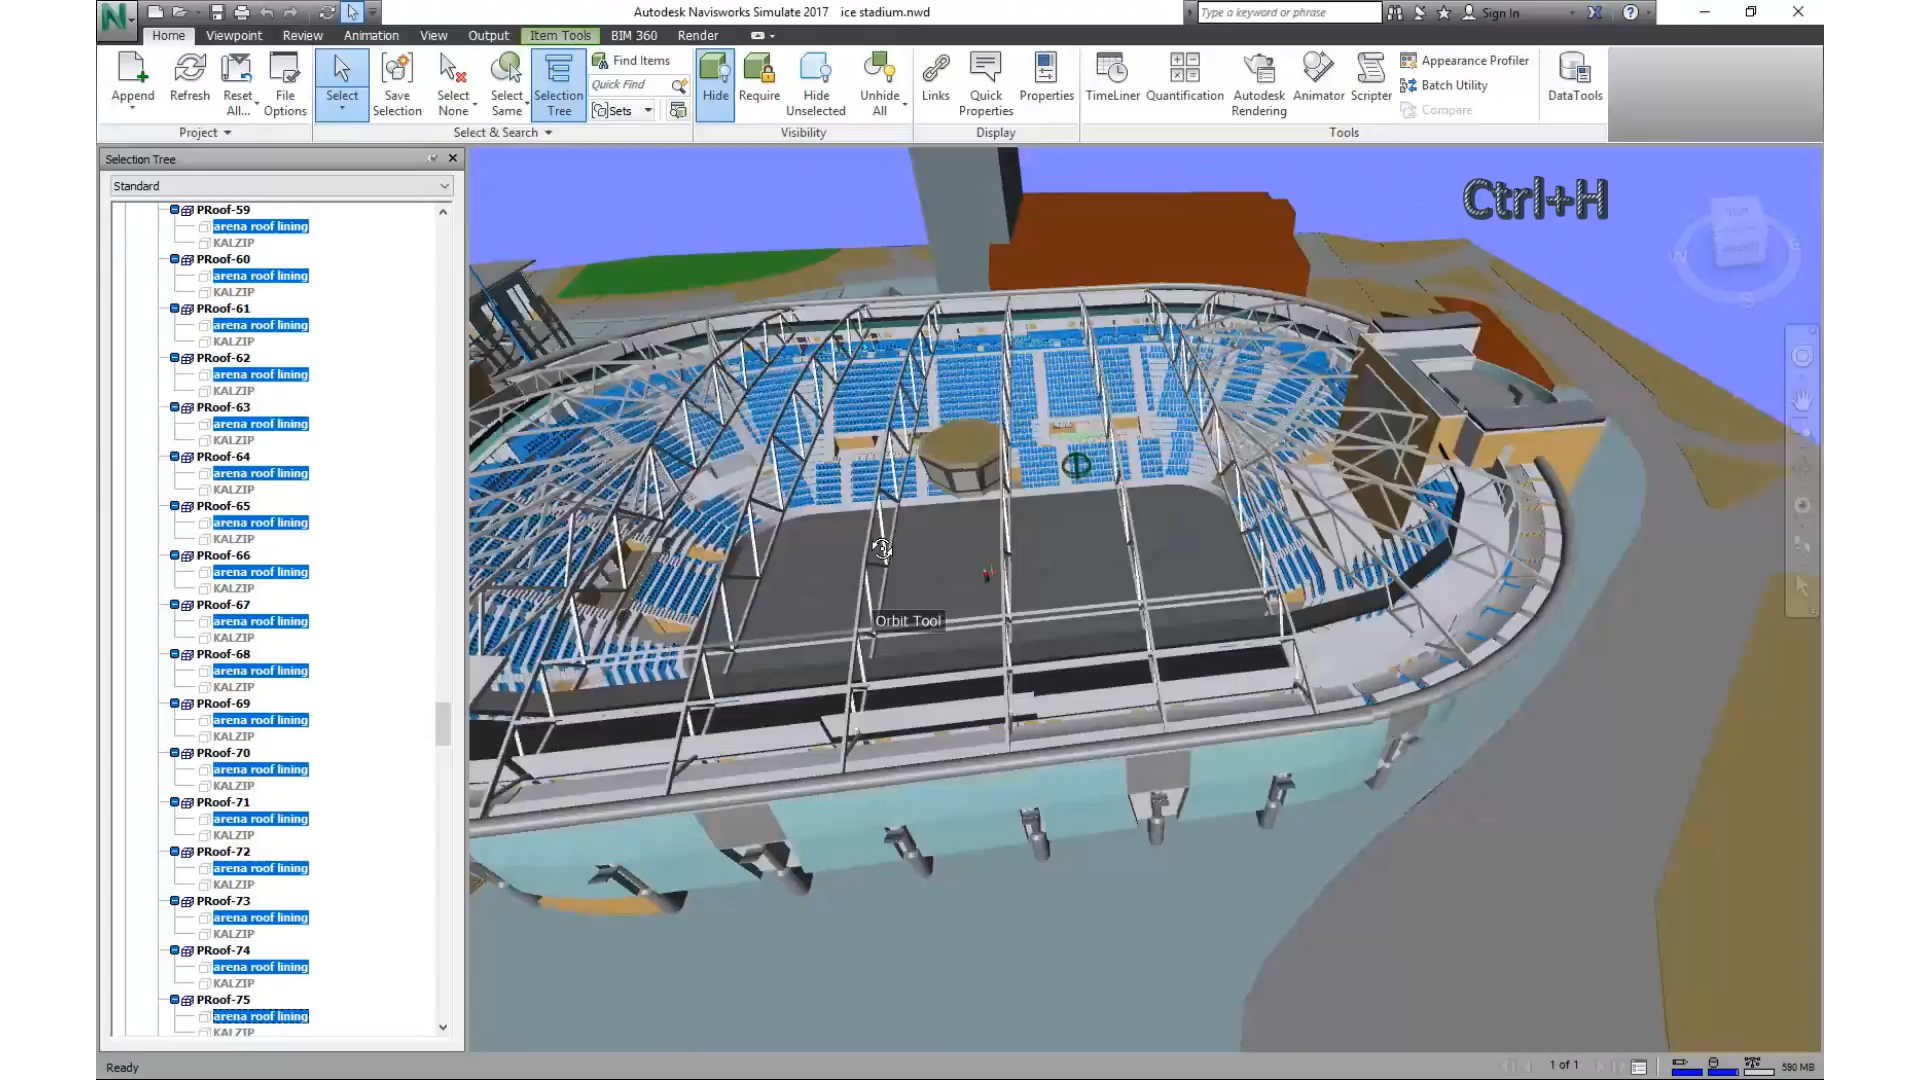 Autodesk Navisworks Simulate 2017 ice stadium.nwd
Type a keyword or phrase
Sign In
Home Viewpoint Review Animation View Output Item Tools BIM 360 Render
Append
Refresh
Reset All...
File Options
Project
Select
Save Selection
Select None
Select Same
Selection Tree
Find Items
Quick Find
Sets
Select & Search
Hide
Require
Hide Unselected
Unhide All
Visibility
Links
Quick Properties
Properties
Display
TimeLiner
Quantification
Autodesk Rendering
Animator
Scripter
Appearance Profiler
Batch Utility
Compare
DataTools
Tools
Selection Tree
Standard
PRoof-59
arena roof lining
KALZIP
PRoof-60
arena roof lining
KALZIP
PRoof-61
arena roof lining
KALZIP
PRoof-62
arena roof lining
KALZIP
PRoof-63
arena roof lining
KALZIP
PRoof-64
arena roof lining
KALZIP
PRoof-65
arena roof lining
KALZIP
PRoof-66
arena roof lining
KALZIP
PRoof-67
arena roof lining
KALZIP
PRoof-68
arena roof lining
KALZIP
PRoof-69
arena roof lining
KALZIP
PRoof-70
arena roof lining
KALZIP
PRoof-71
arena roof lining
KALZIP
PRoof-72
arena roof lining
KALZIP
PRoof-73
arena roof lining
KALZIP
PRoof-74
arena roof lining
KALZIP
PRoof-75
arena roof lining
KALZIP
Ctrl+H
W
S
Orbit Tool
Ready
1 of 1
590 MB